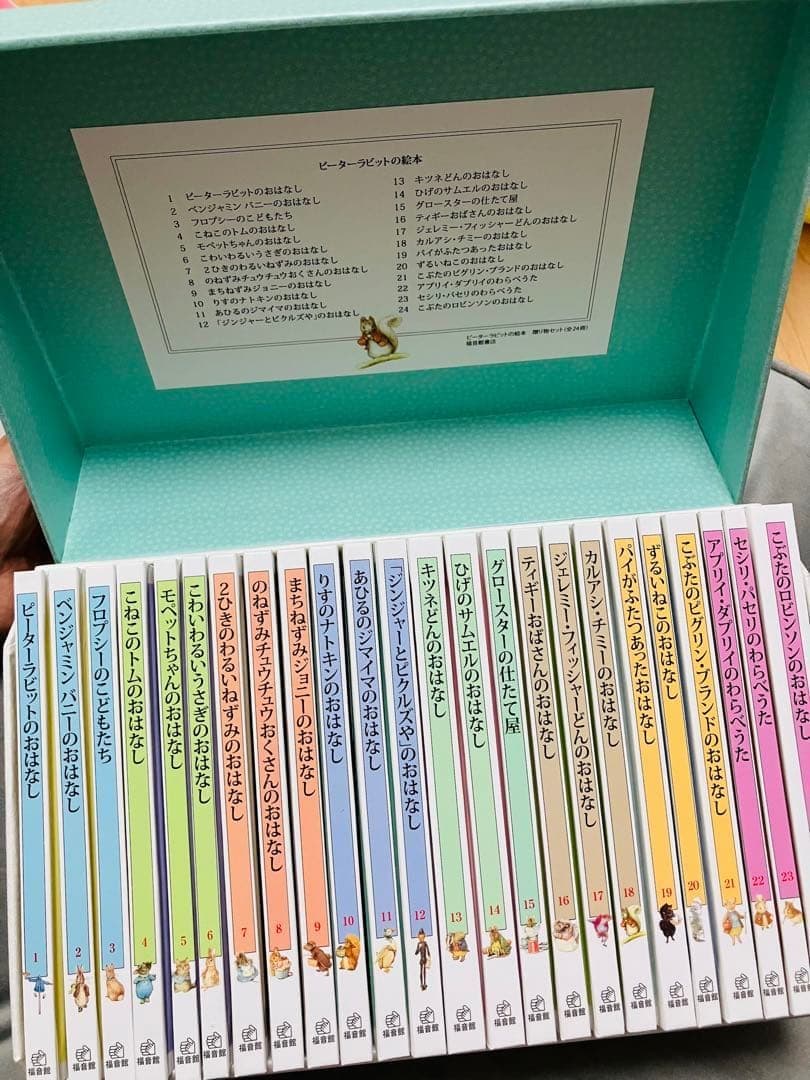 ピーターラビットの絵本
1 ピーターラビットのおはなし
2 ベンジャミン バニーのおはなし
3 フロプシーのこどもたち
4 こねこのトムのおはなし
5 モペットちゃんのおはなし
6 こわいわるいうさぎのおはなし
7 2ひきのわるいねずみのおはなし
8 のねずみチュウチュウおくさんのおはなし
9 まちねずみジョニーのおはなし
10 りすのナトキンのおはなし
11 あひるのジマイマのおはなし
12 「ジンジャーとピクルズや」のおはなし
13 キツネどんのおはなし
14 ひげのサムエルのおはなし
15 グロースターの仕たて屋
16 ティギーおばさんのおはなし
17 ジェレミー・フィッシャーどんのおはなし
18 カルアシ・チミーのおはなし
19 パイがふたつあったおはなし
20 ずるいねこのおはなし
21 こぶたのピグリン・ブランドのおはなし
22 アプリイ・ダプリイのわらべうた
23 セシリ・パセリのわらべうた
24 こぶたのロビンソンのおはなし
ピーターラビットの絵本 贈り物セット(全24冊)
福音館書店
ピーターラビットのおはなし
1
福音館
ベンジャミン バニーのおはなし
2
福音館
フロプシーのこどもたち
3
福音館
こねこのトムのおはなし
4
福音館
モペットちゃんのおはなし
5
福音館
こわいわるいうさぎのおはなし
6
福音館
2ひきのわるいねずみのおはなし
7
福音館
のねずみチュウチュウおくさんのおはなし
8
福音館
まちねずみジョニーのおはなし
9
福音館
りすのナトキンのおはなし
10
福音館
あひるのジマイマのおはなし
11
福音館
「ジンジャーとピクルズや」のおはなし
12
福音館
キツネどんのおはなし
13
福音館
ひげのサムエルのおはなし
14
福音館
グロースターの仕たて屋
15
福音館
ティギーおばさんのおはなし
16
福音館
ジェレミー・フィッシャーどんのおはなし
17
福音館
カルアシ・チミーのおはなし
18
福音館
パイがふたつあったおはなし
19
福音館
ずるいねこのおはなし
20
福音館
こぶたのピグリン・ブランドのおはなし
21
福音館
アプリイ・ダプリイのわらべうた
22
福音館
セシリ・パセリのわらべうた
23
福音館
こぶたのロビンソンのおはなし